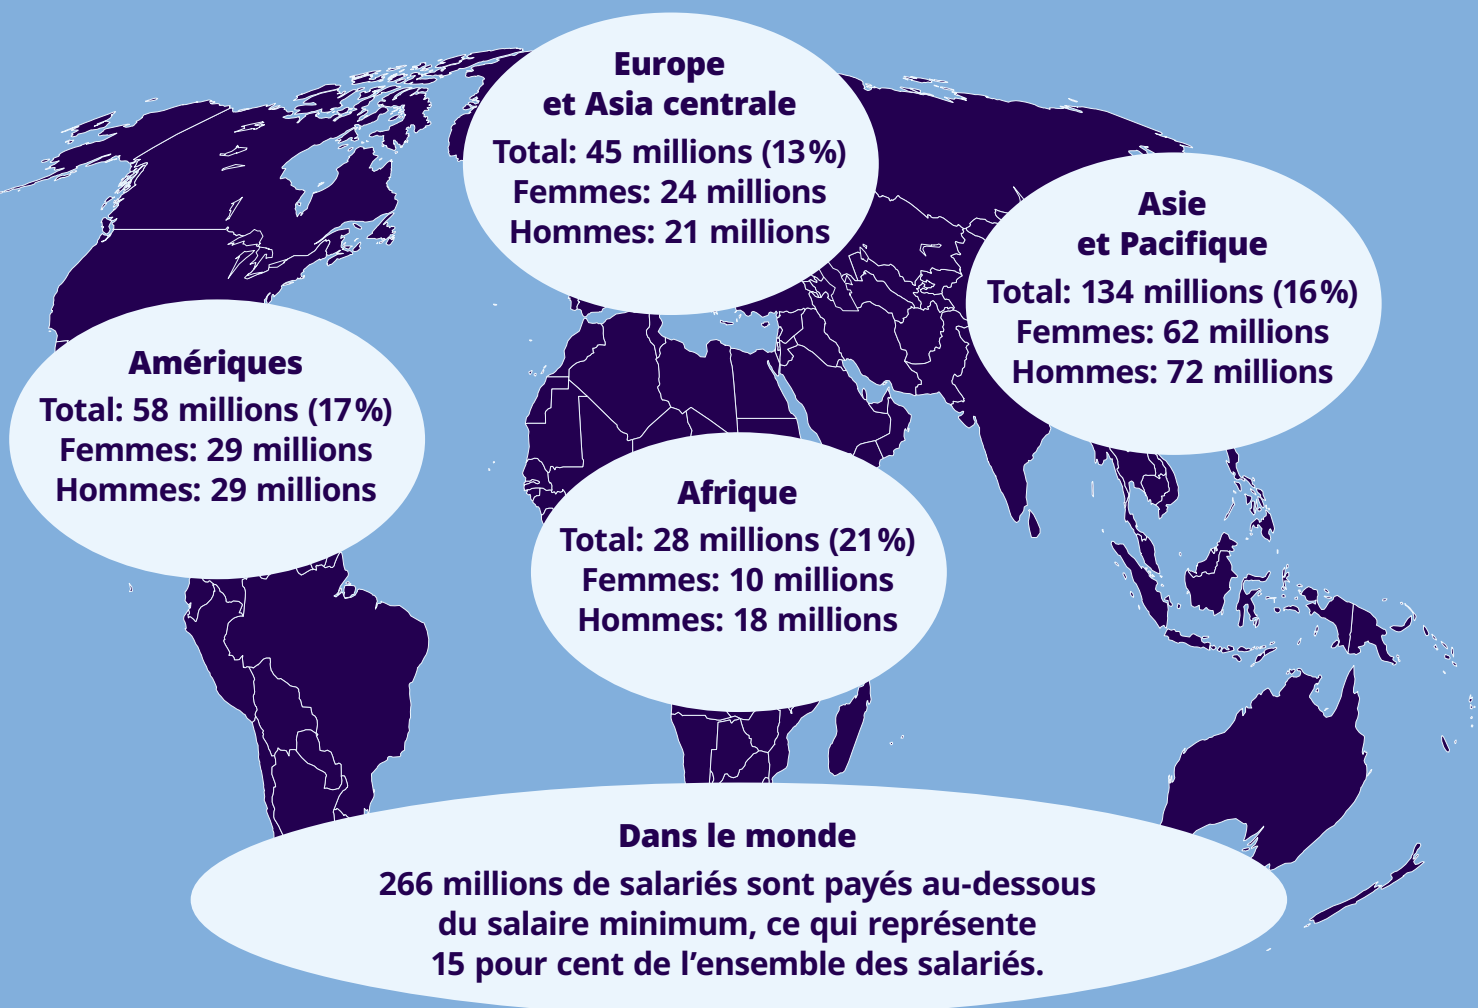 Europe
et Asia centrale
Total: 45 millions (13%)
Femmes: 24 millions
Hommes: 21 millions
Asie
et Pacifique
Total: 134 millions (16%)
Femmes: 62 millions
Hommes: 72 millions
Amériques
Total: 58 millions (17%)
Femmes: 29 millions
Hommes: 29 millions
Afrique
Total: 28 millions (21%)
Femmes: 10 millions
Hommes: 18 millions
Dans le monde
266 millions de salariés sont payés au-dessous
du salaire minimum, ce qui représente
15 pour cent de l’ensemble des salariés.